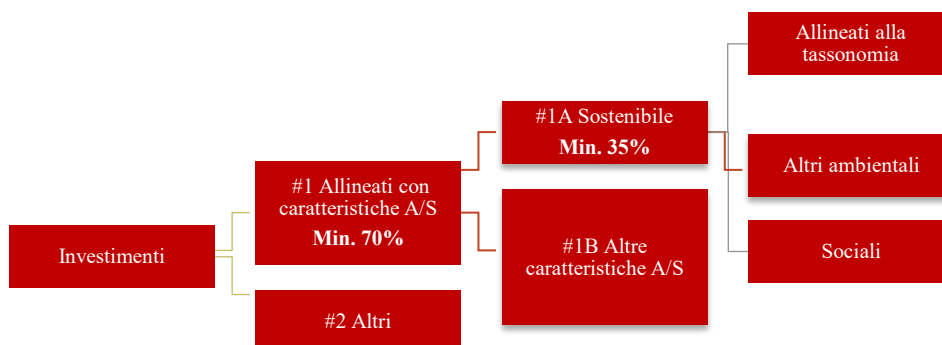 Investimenti
#1 Allineati con
caratteristiche A/S
Min. 70%
#2 Altri
#1A Sostenibile
Min. 35%
#1B Altre
caratteristiche A/S
Allineati alla
tassonomia
Altri ambientali
Sociali